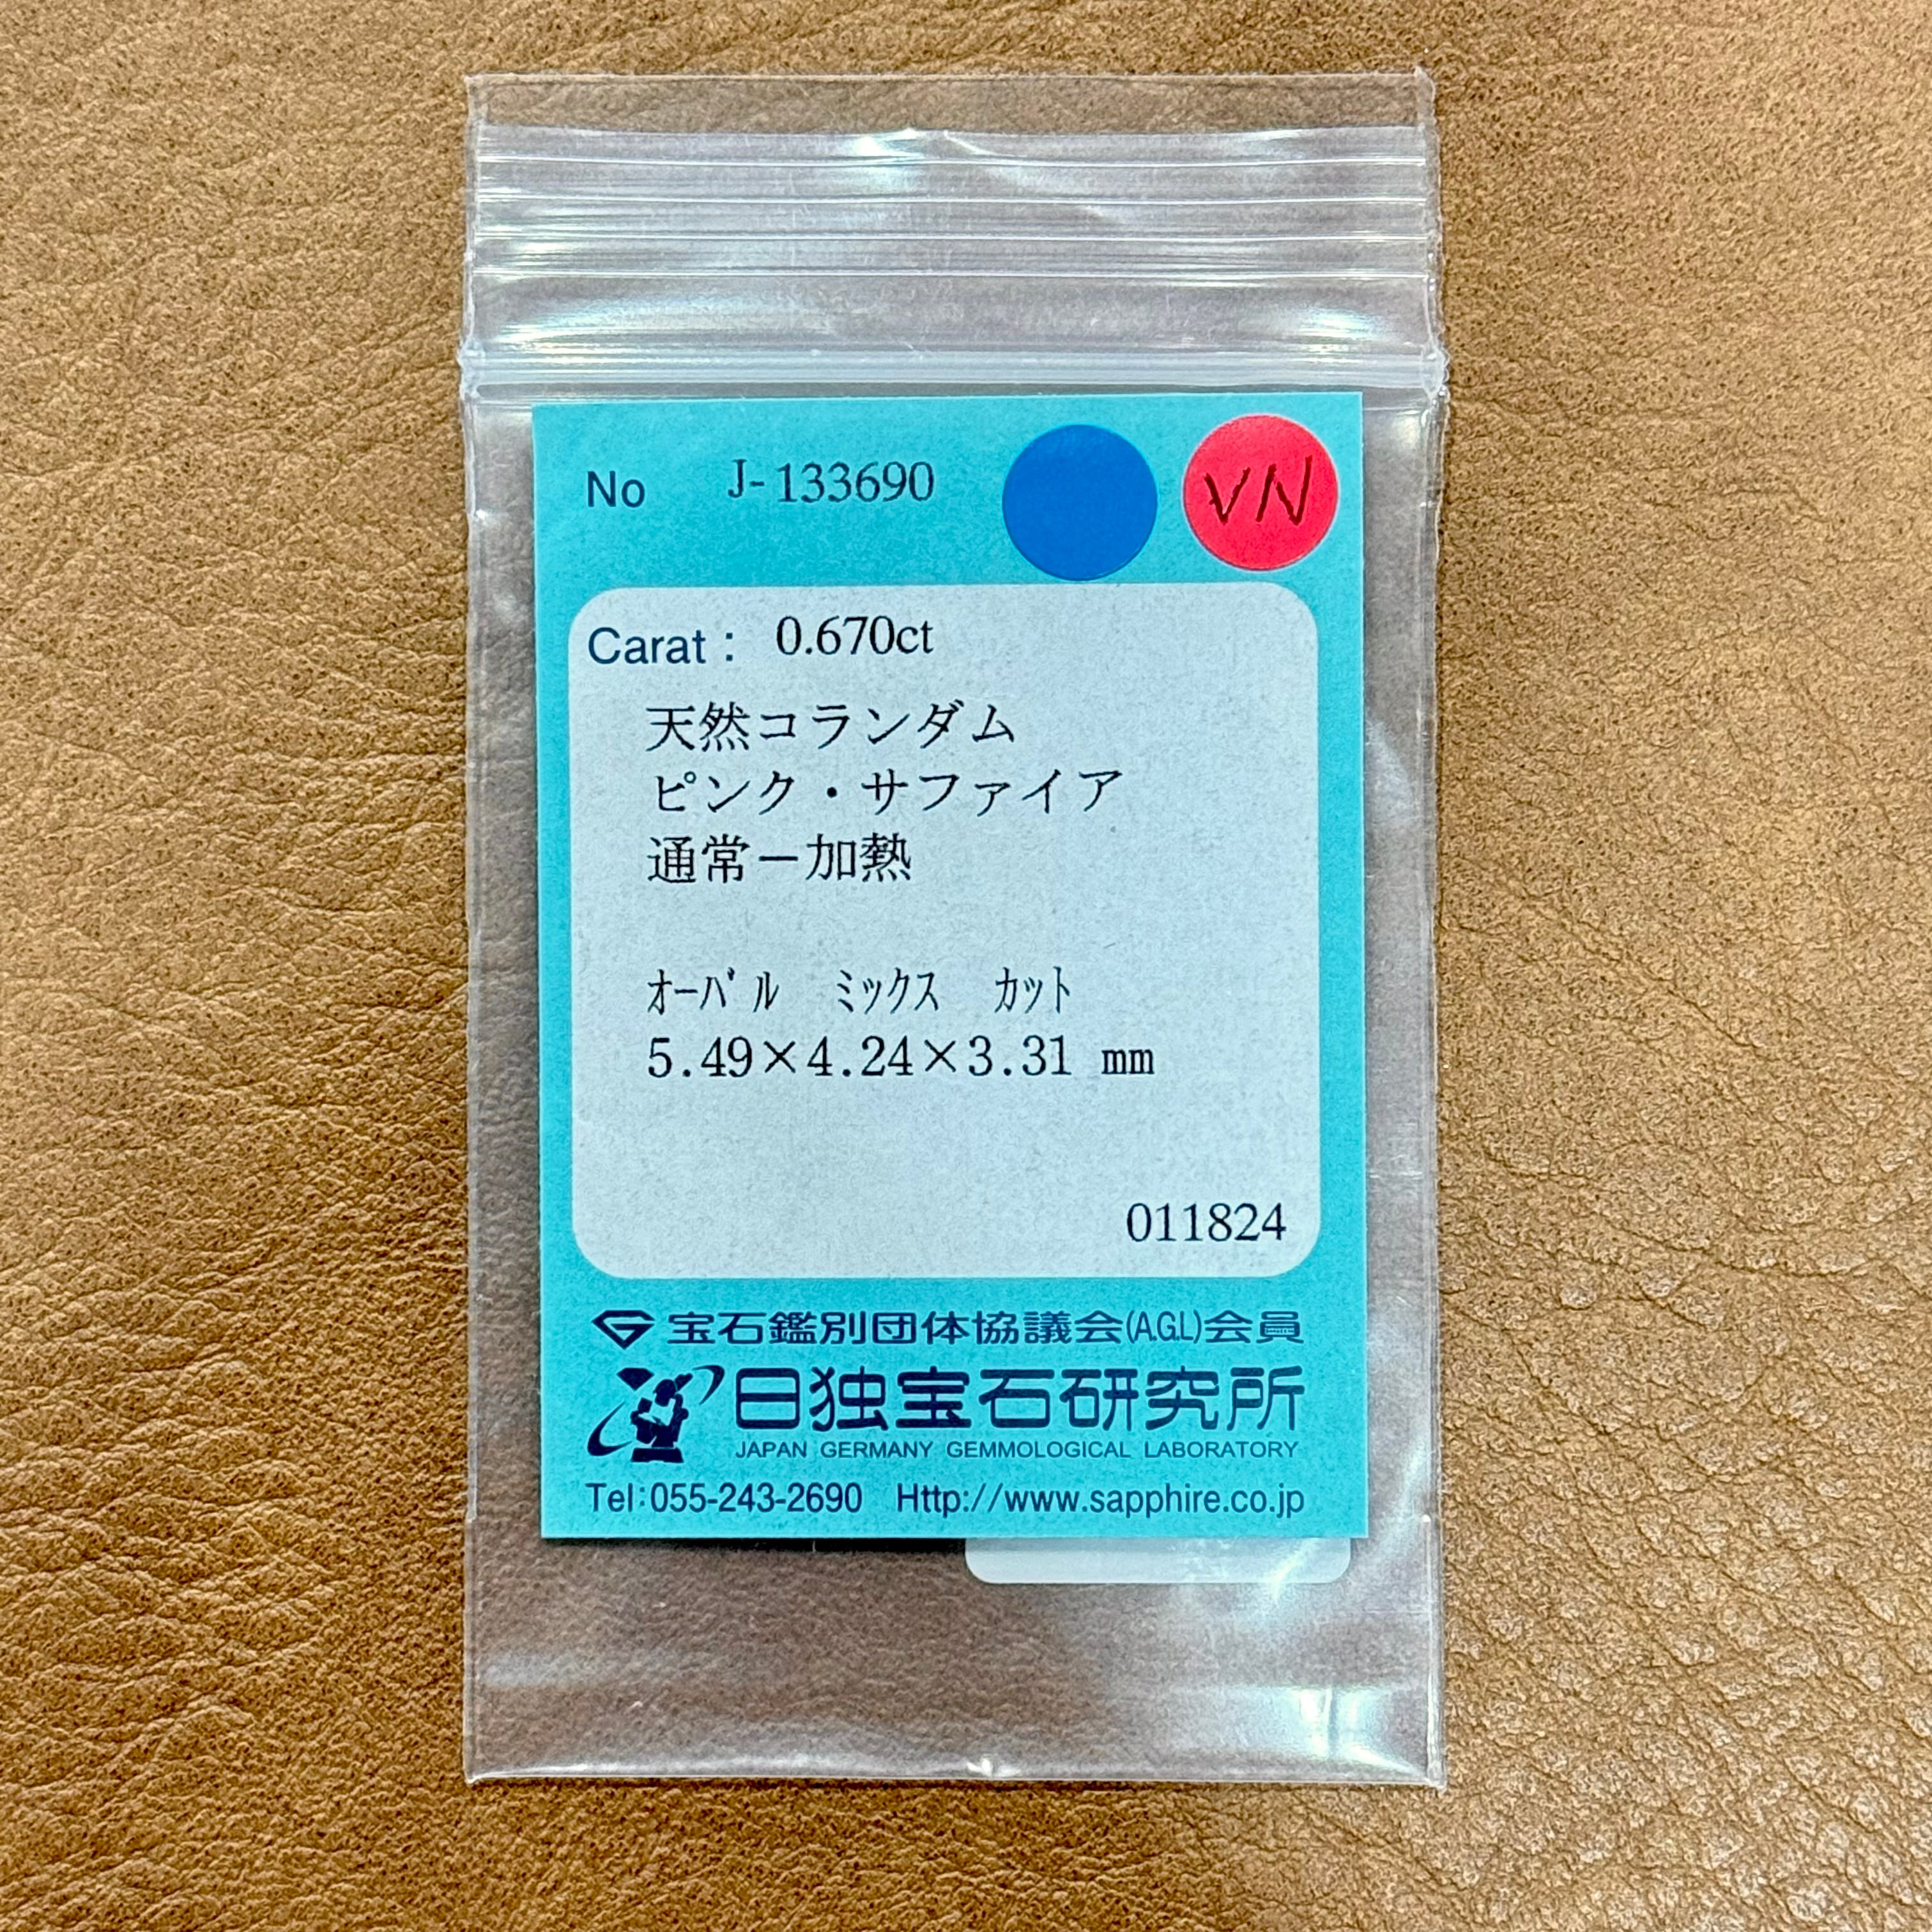 No J-133690
VN
Carat： 0.670ct
天然コランダム
ピンク・サファイア
通常－加熱
ｵｰﾊﾞﾙ ﾐｯｸｽ ｶｯﾄ
5.49×4.24×3.31 mm
011824
宝石鑑別団体協議会(A.G.L)会員
日独宝石研究所
JAPAN GERMANY GEMMOLOGICAL LABORATORY
Tel:055-243-2690 Http://www.sapphire.co.jp